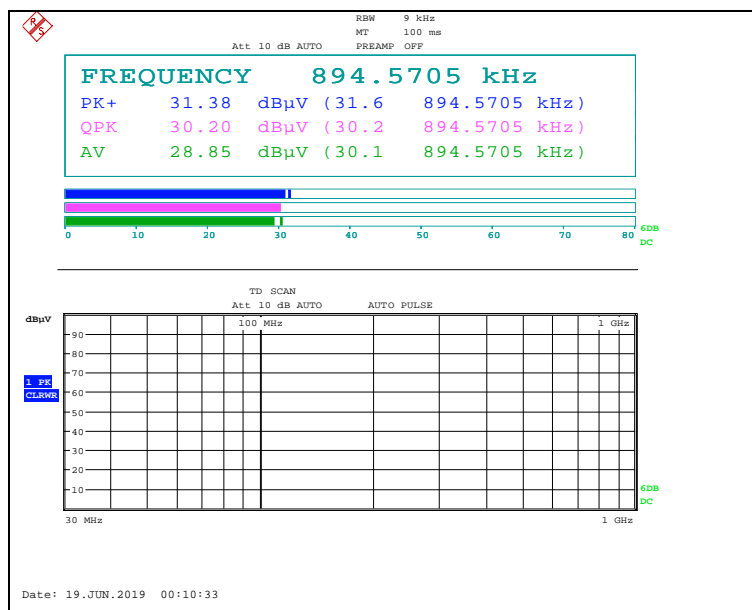 R S
RBW 9 kHz
MT 100 ms
Att 10 dB AUTO PREAMP OFF
FREQUENCY 894.5705 kHz
PK+ 31.38 dBµV (31.6 894.5705 kHz)
QPK 30.20 dBµV (30.2 894.5705 kHz)
AV 28.85 dBµV (30.1 894.5705 kHz)
0 10 20 30 40 50 60 70 80
6DB
DC
TD SCAN
Att 10 dB AUTO AUTO PULSE
dBµV
100 MHz 1 GHz
90
80
70
1 PK
60
CLRWR
50
40
30
20
10
6DB
DC
30 MHz 1 GHz
Date: 19.JUN.2019 00:10:33